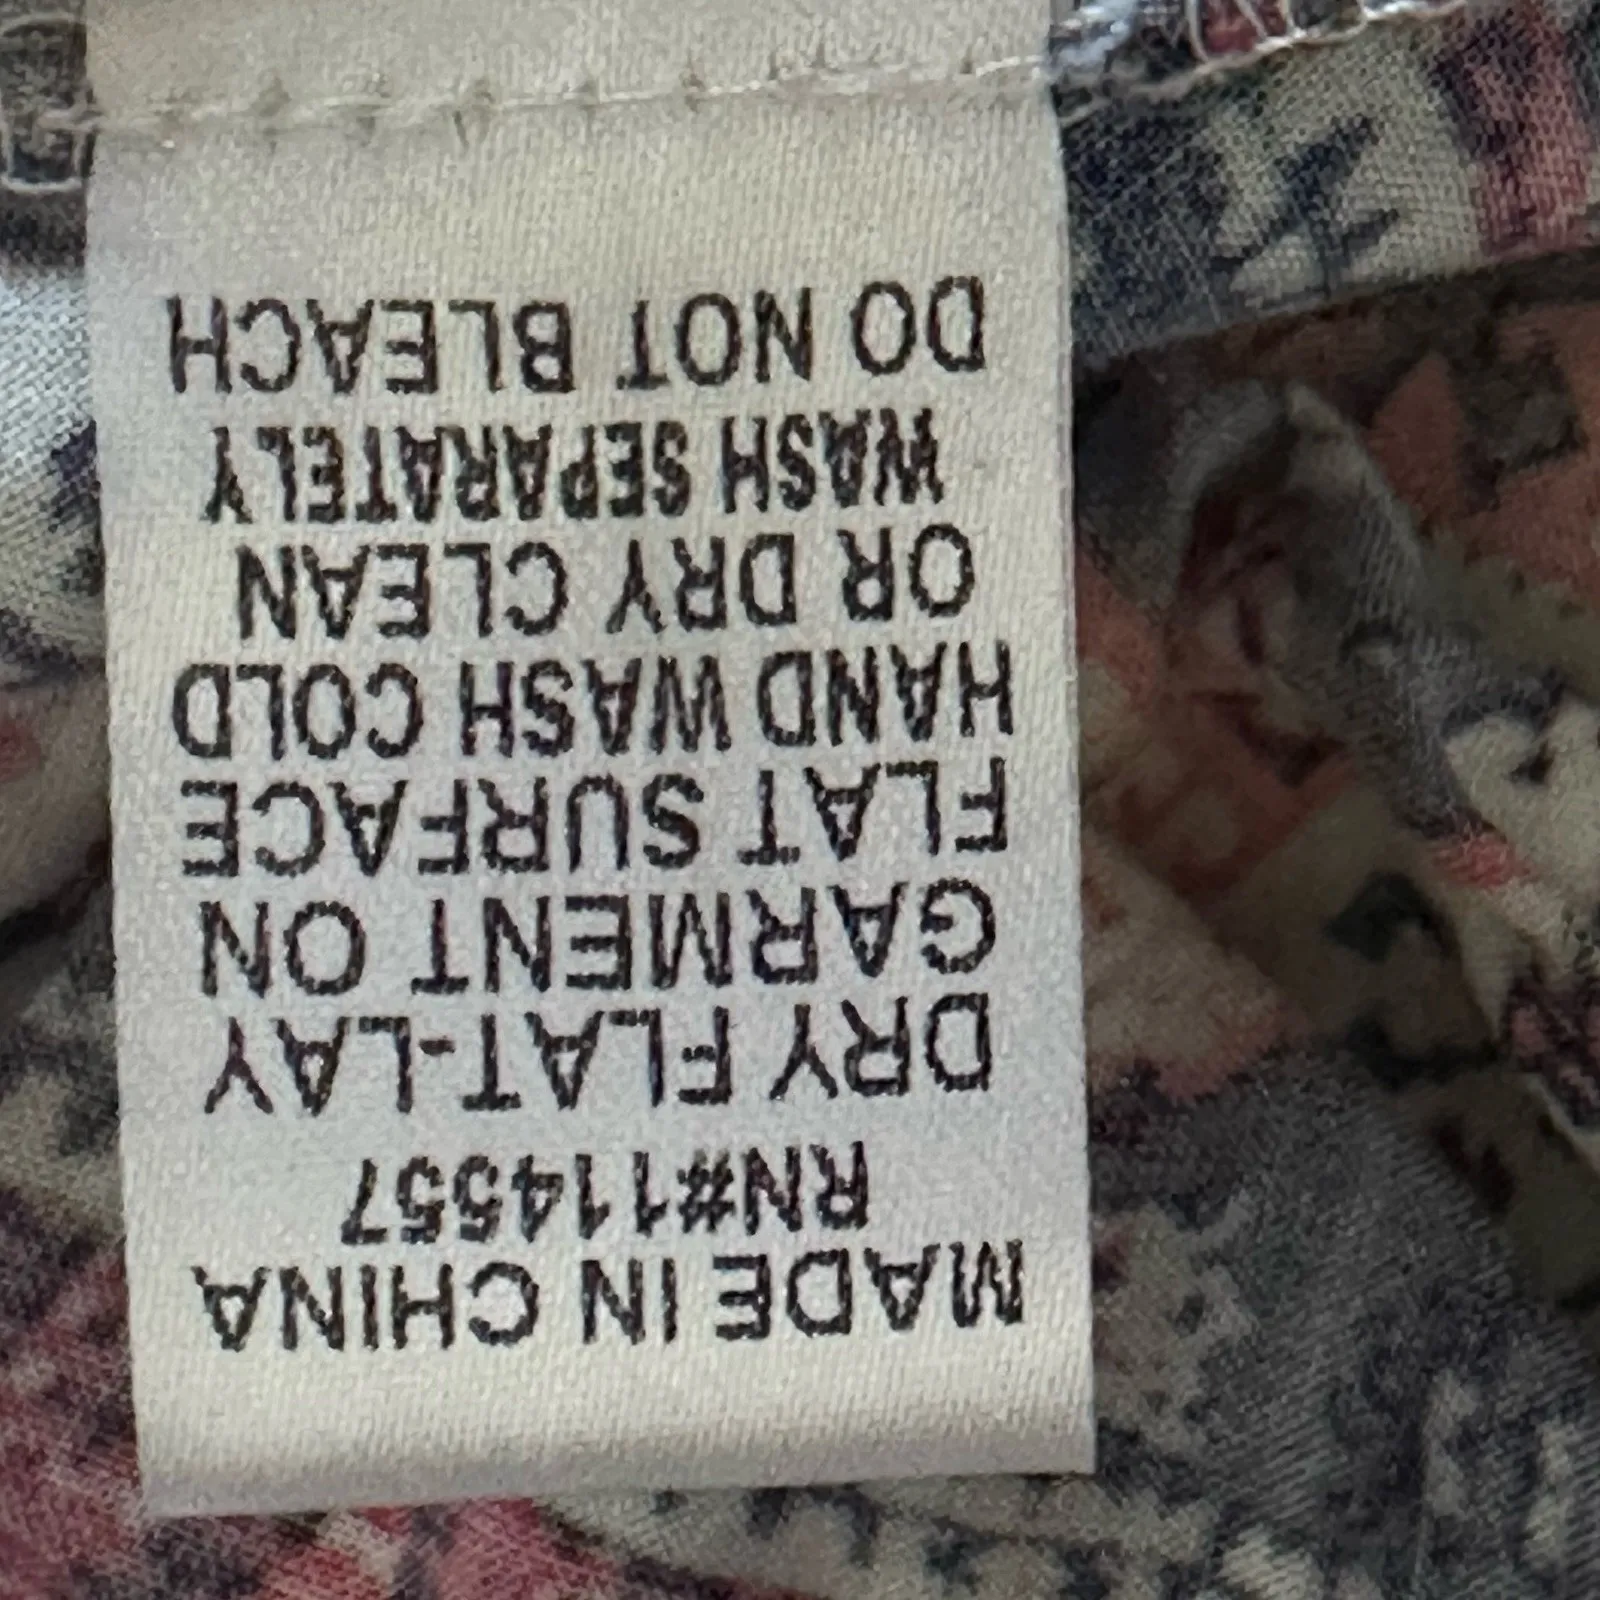 MADE IN CHINA
RN#114557
DRY FLAT-LAY
GARMENT ON
FLAT SURFACE
HAND WASH COLD
OR DRY CLEAN
WASH SEPARATELY
DO NOT BLEACH